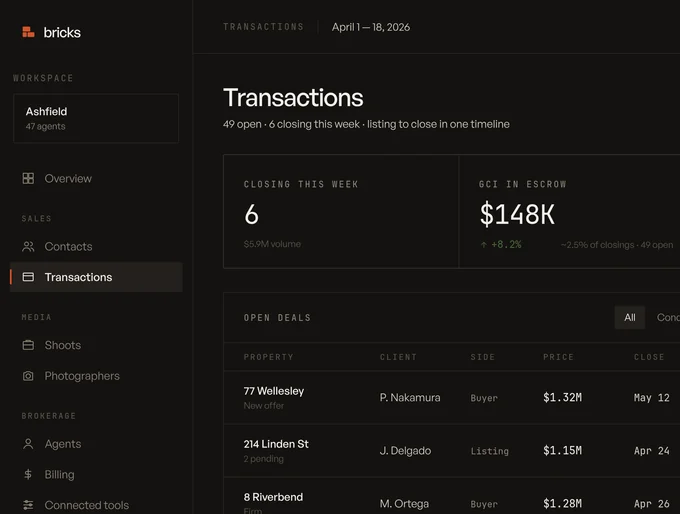 bricks
WORKSPACE
Ashfield
47 agents
Overview
SALES
Contacts
Transactions
MEDIA
Shoots
Photographers
BROKERAGE
Agents
Billing
Connected tools
TRANSACTIONS
April 1 — 18, 2026
Transactions
49 open · 6 closing this week · listing to close in one timeline
CLOSING THIS WEEK
6
$5.9M volume
GCI IN ESCROW
$148K
↑ +8.2% ~2.5% of closings · 49 open
OPEN DEALS All Conc
PROPERTY CLIENT SIDE PRICE CLOSE
77 Wellesley P. Nakamura Buyer $1.32M May 12
New offer
214 Linden St J. Delgado Listing $1.15M Apr 24
2 pending
8 Riverbend M. Ortega Buyer $1.28M Apr 26
Firm